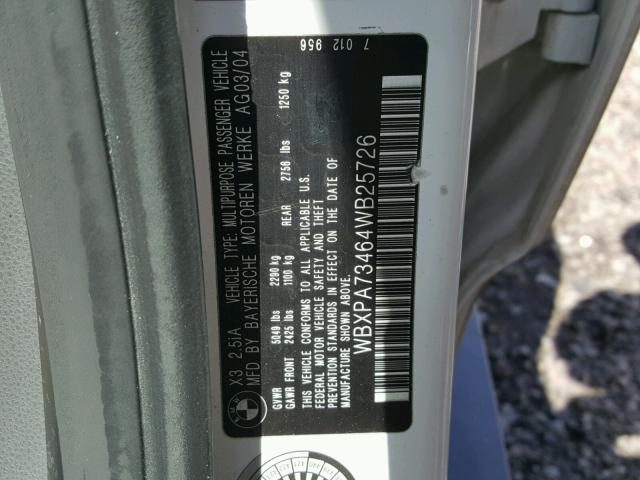 7 012 956
X3 2.5iA VEHICLE TYPE: MULTIPURPOSE PASSENGER VEHICLE
MFD BY BAYERISCHE MOTOREN WERKE AG03/04
GVWR 5049 lbs 2290 kg
GAWR FRONT 2425 lbs 1100 kg REAR 2756 lbs 1250 kg
THIS VEHICLE CONFORMS TO ALL APPLICABLE U.S.
FEDERAL MOTOR VEHICLE SAFETY AND THEFT
PREVENTION STANDARDS IN EFFECT ON THE DATE OF
MANUFACTURE SHOWN ABOVE.
WBXPA73464WB25726